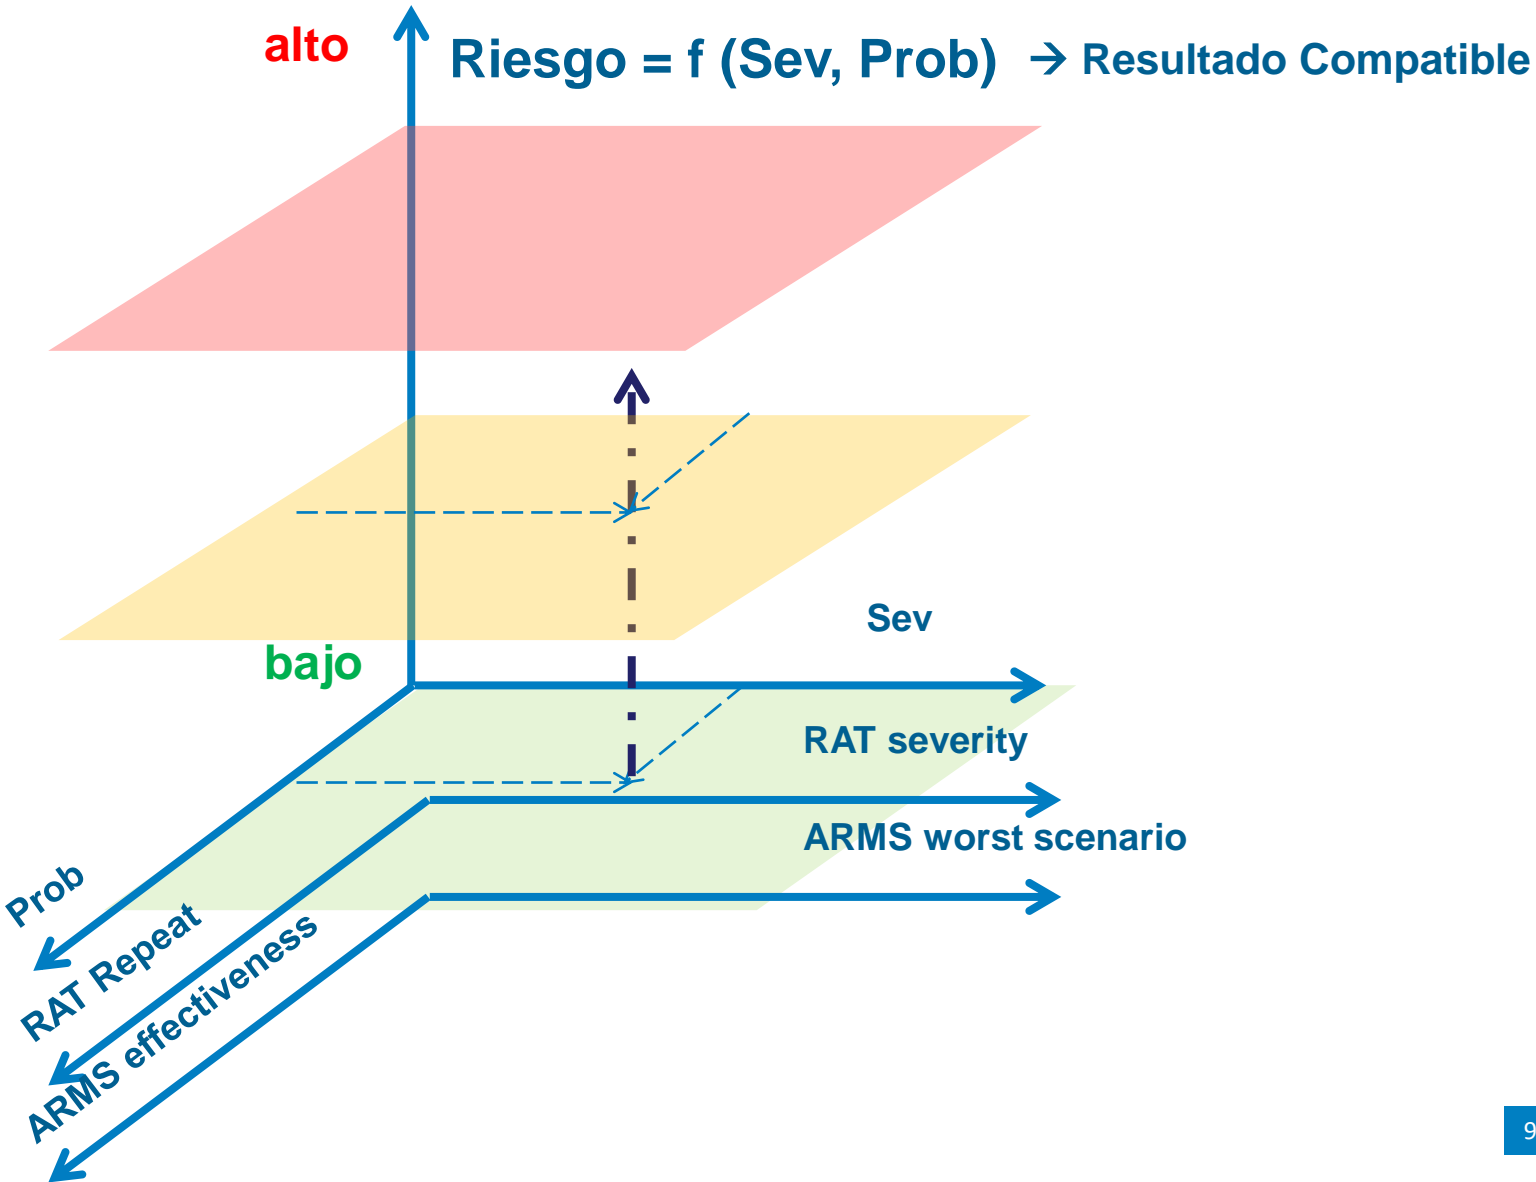 alto
Riesgo = f (Sev, Prob) → Resultado Compatible
Sev
bajo
RAT severity
ARMS worst scenario
Prob
RAT Repeat
ARMS effectiveness
9